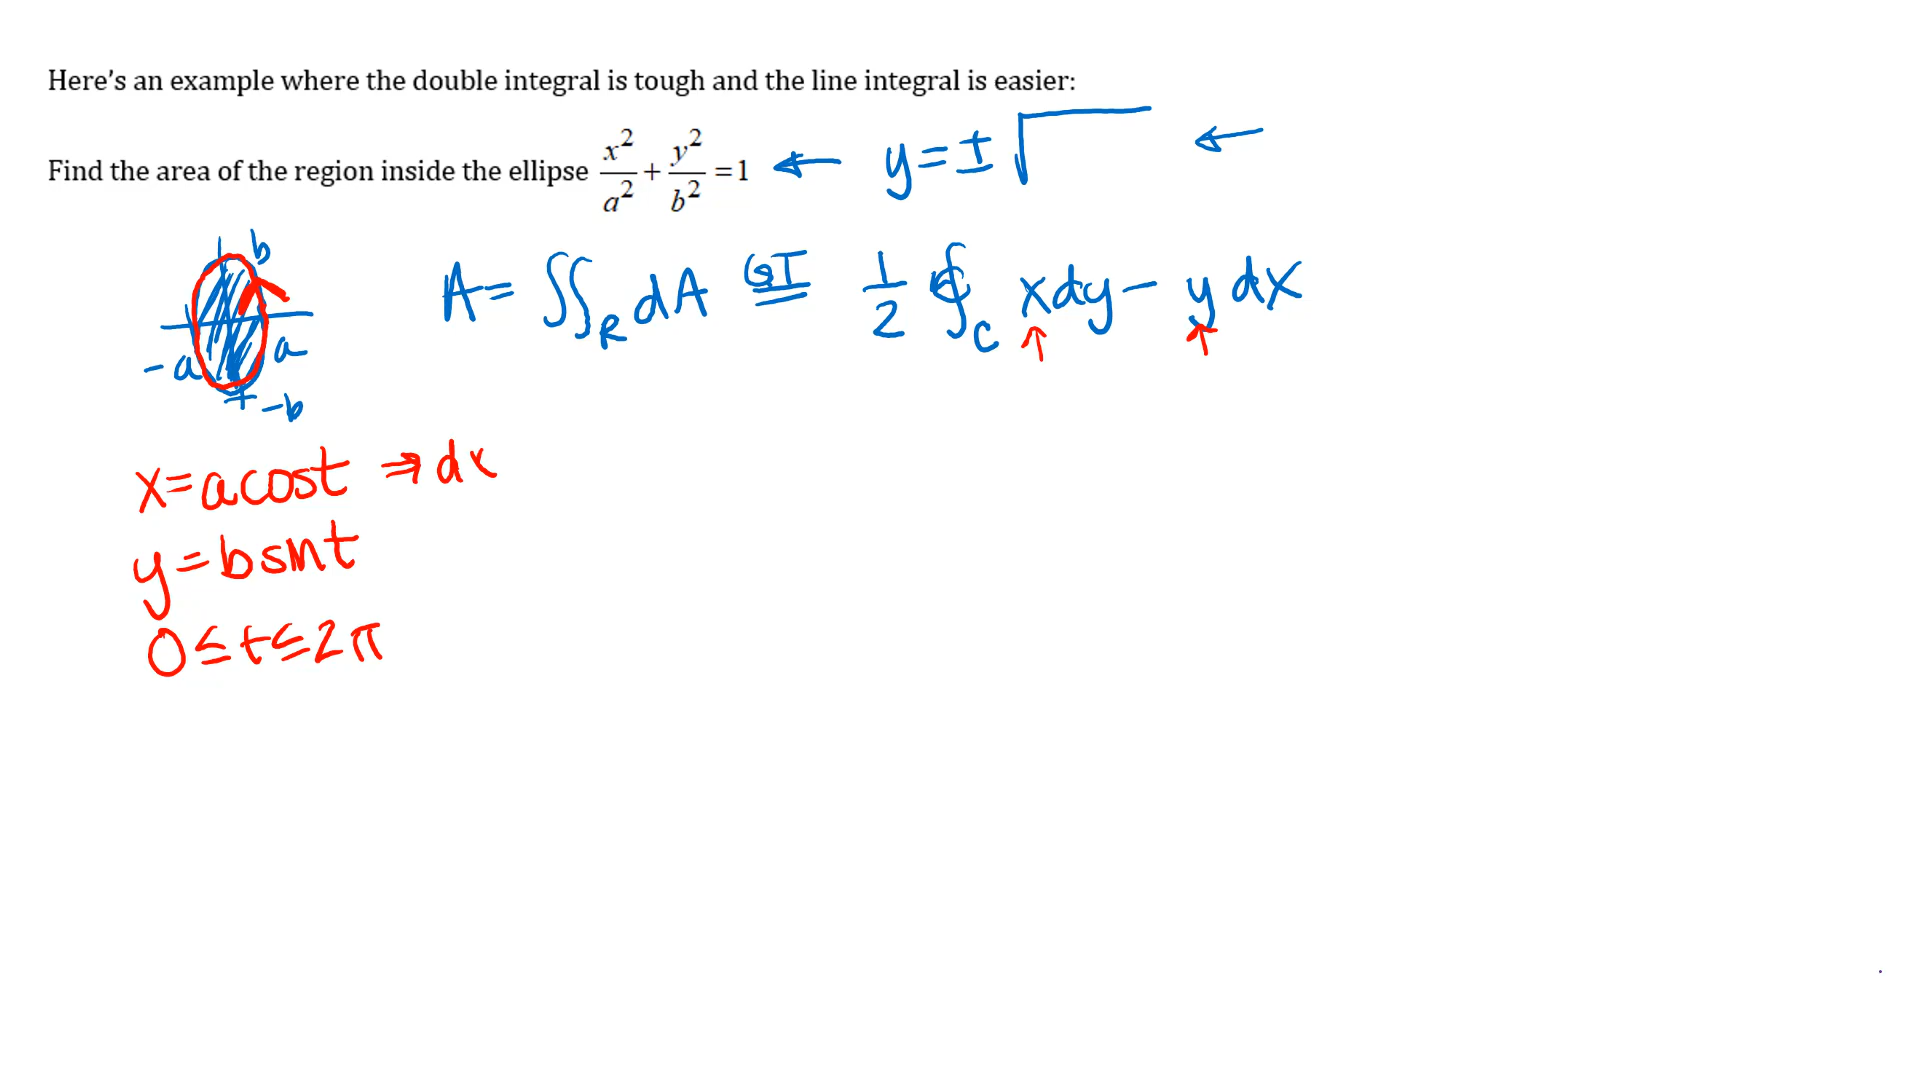 Here's an example where the double integral is tough and the line integral is easier:
Find the area of the region inside the ellipse x²/a² + y²/b² = 1 ← y = ± √ ←
b
-a a
-b
A = ∬_R dA GT= 1/2 ∮_C x dy - y dx
x = a cost ⇒ dx
y = b sint
0 ≤ t ≤ 2π